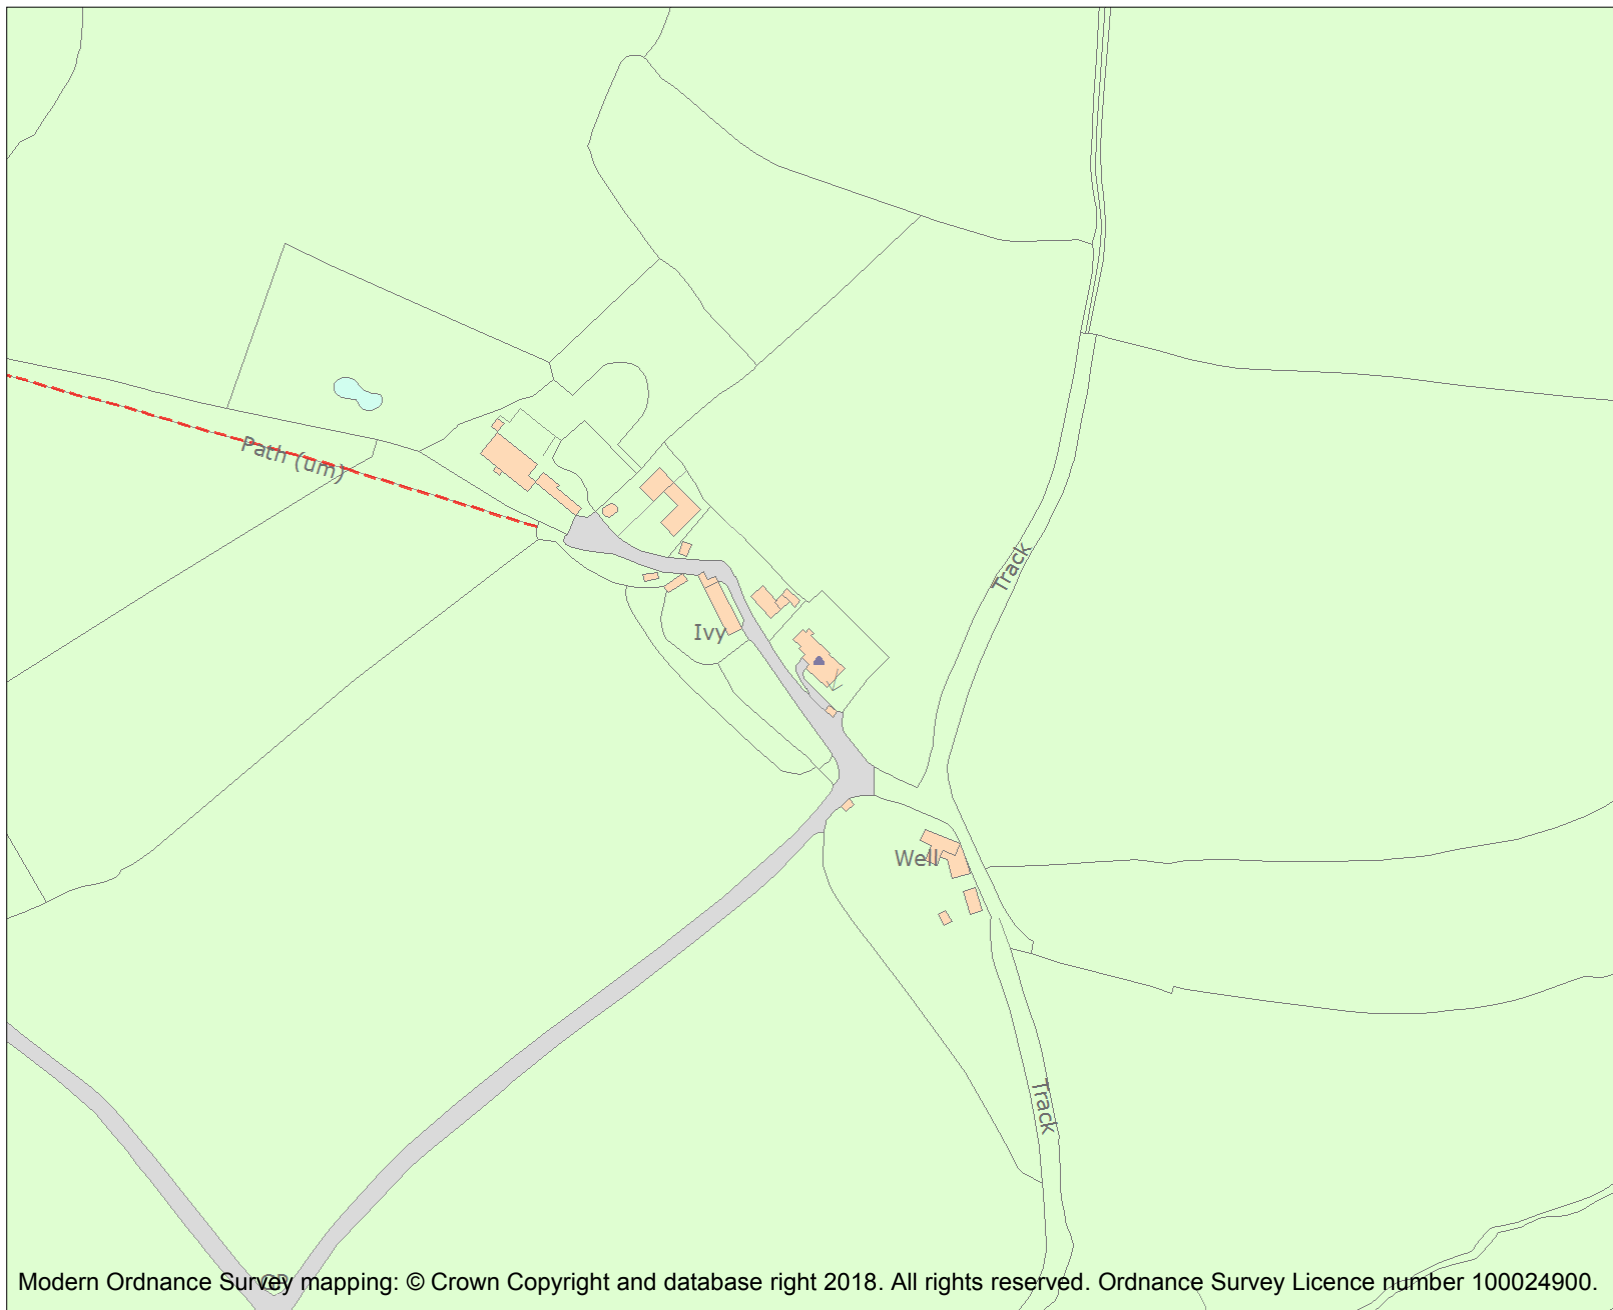 Path (um)
Track
Ivy
Well
Track
Modern Ordnance Survey mapping: © Crown Copyright and database right 2018. All rights reserved. Ordnance Survey Licence number 100024900.